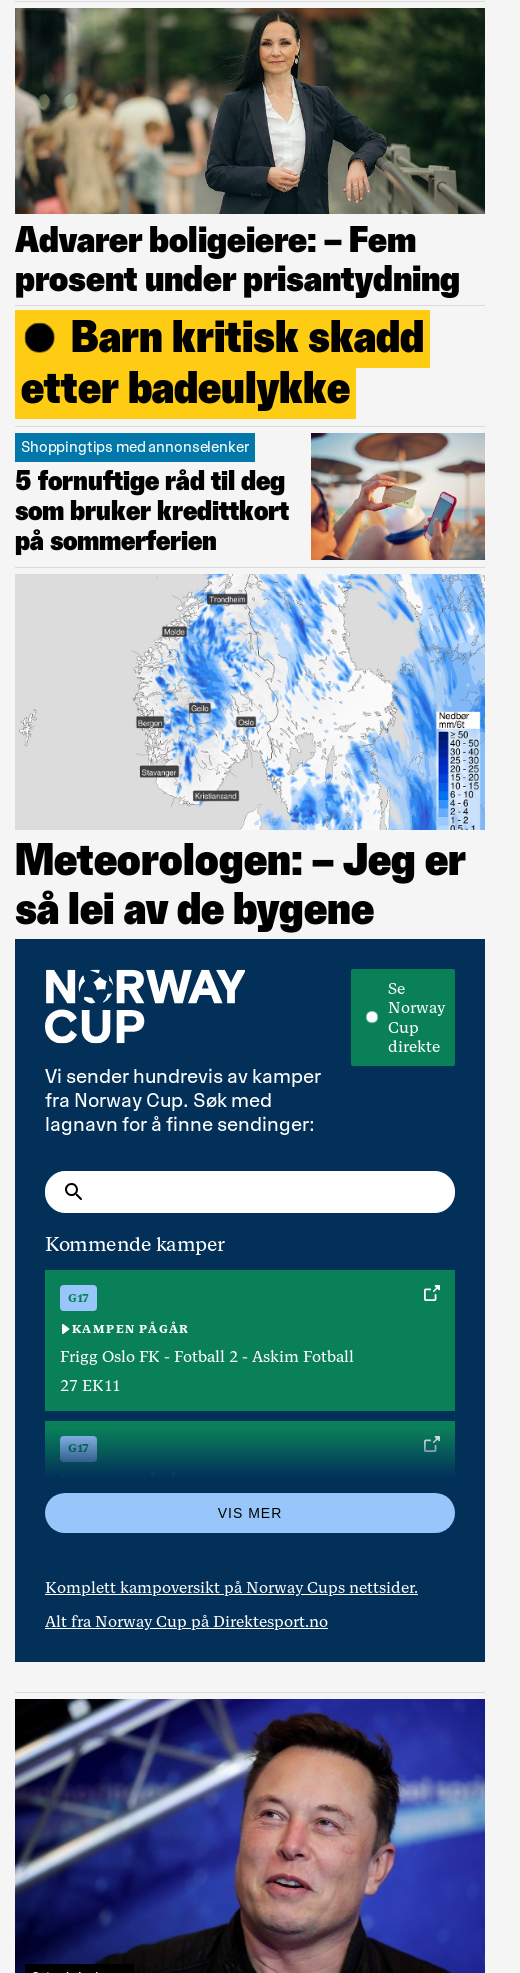 Advarer boligeiere: – Fem
prosent under prisantydning
Barn kritisk skadd
etter badeulykke
Shoppingtips med annonselenker
5 fornuftige råd til deg
som bruker kredittkort
på sommerferien
Trondheim
Molde
Geilo
Bergen
Oslo
Stavanger
Kristiansand
Nedbør
mm/6t
≥ 50
40 - 50
30 - 40
25 - 30
20 - 25
15 - 20
10 - 15
6 - 10
4 - 6
2 - 4
1 - 2
0.5 - 1
Meteorologen: – Jeg er
så lei av de bygene
NORWAY
CUP
Se
Norway
Cup
direkte
Vi sender hundrevis av kamper
fra Norway Cup. Søk med
lagnavn for å finne sendinger:
Kommende kamper
G17
KAMPEN PÅGÅR
Frigg Oslo FK - Fotball 2 - Askim Fotball
27 EK11
G17
VIS MER
Komplett kampoversikt på Norway Cups nettsider.
Alt fra Norway Cup på Direktesport.no